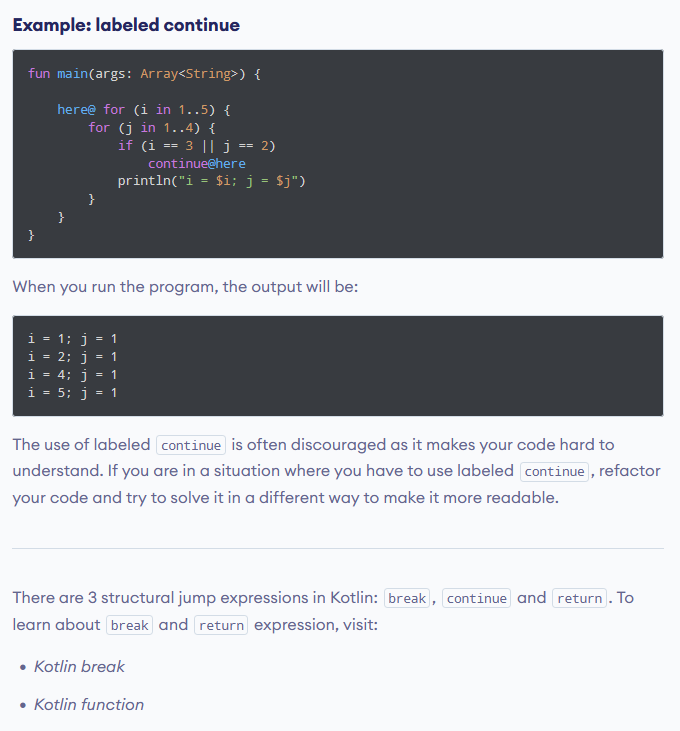 Example: labeled continue
fun main(args: Array<String>) {
    here@ for (i in 1..5) {
        for (j in 1..4) {
            if (i == 3 || j == 2)
                continue@here
            println("i = $i; j = $j")
        }
    }
}
When you run the program, the output will be:
i = 1; j = 1
i = 2; j = 1
i = 4; j = 1
i = 5; j = 1
The use of labeled continue is often discouraged as it makes your code hard to
understand. If you are in a situation where you have to use labeled continue, refactor
your code and try to solve it in a different way to make it more readable.
There are 3 structural jump expressions in Kotlin: break, continue and return. To
learn about break and return expression, visit:
• Kotlin break
• Kotlin function